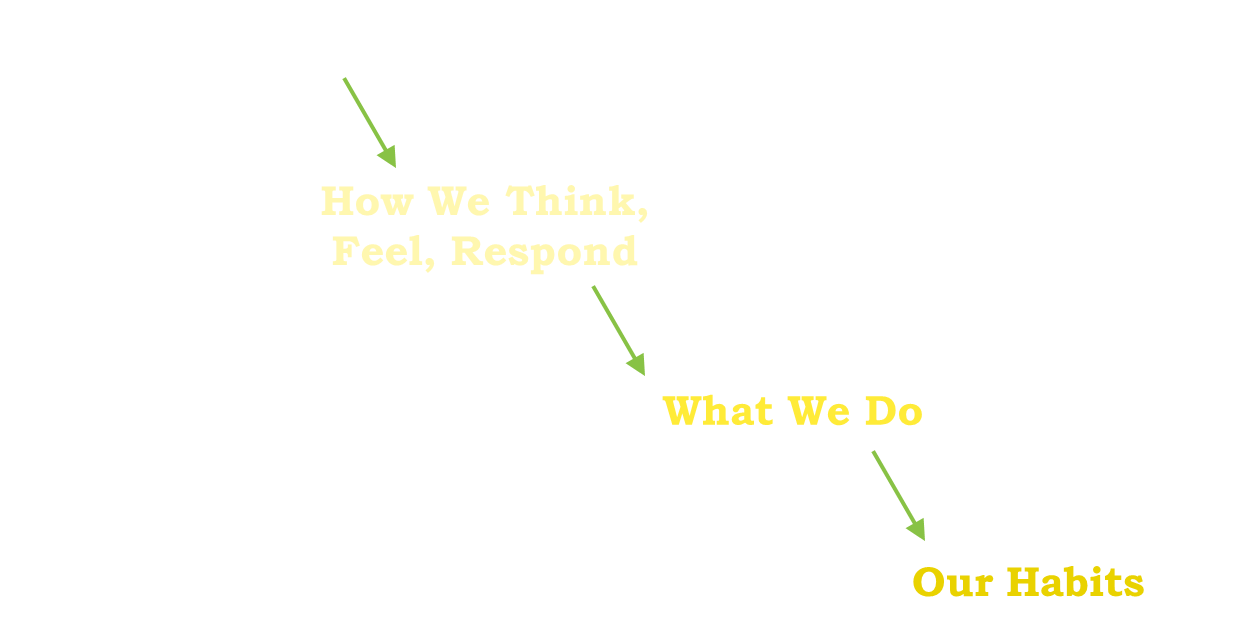 How We Think,
Feel, Respond
What We Do
Our Habits